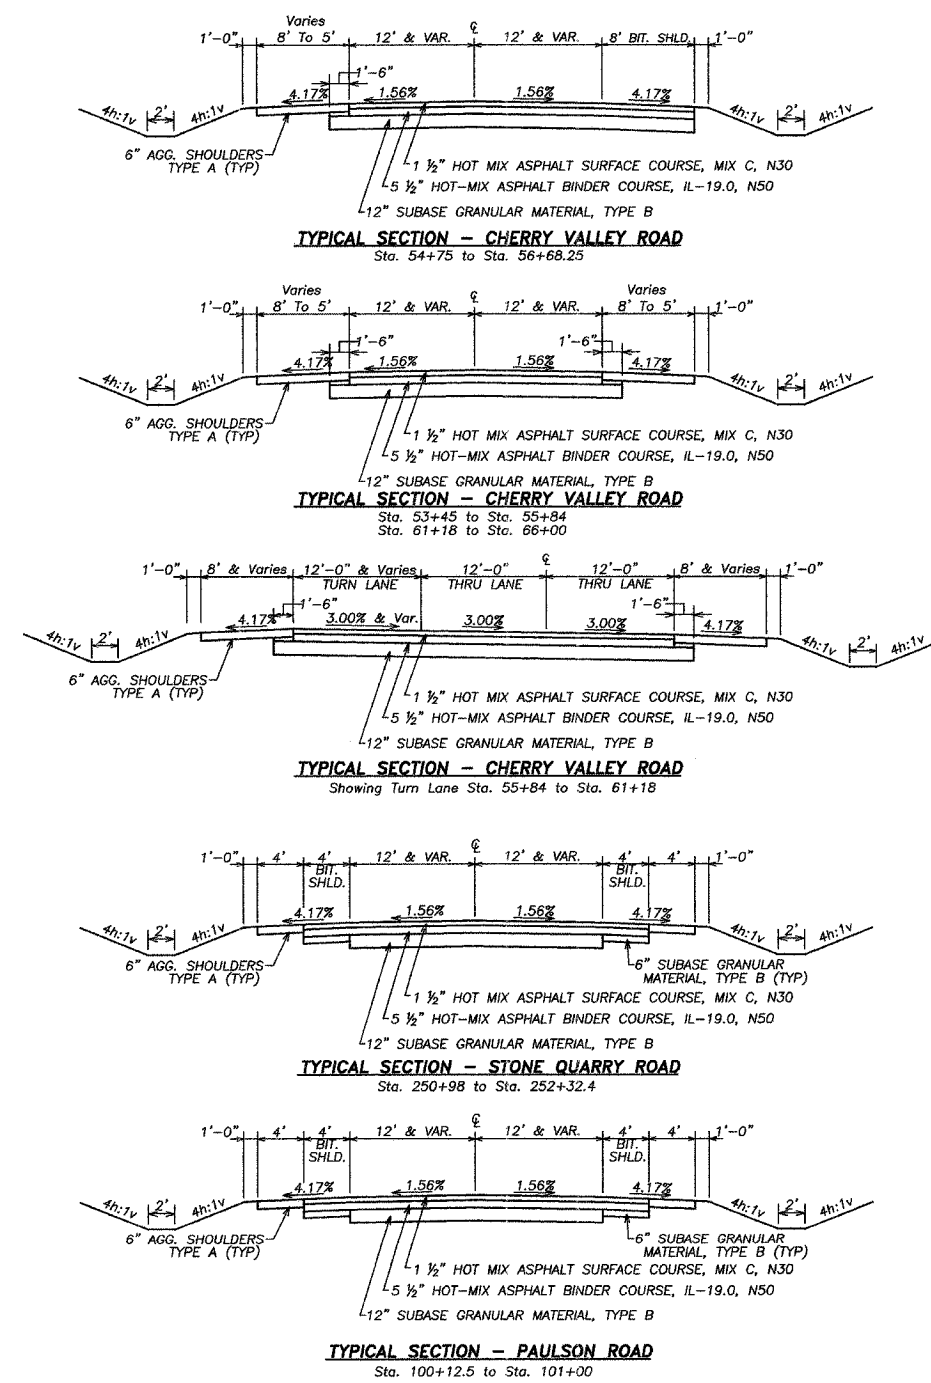 Varies
1'-0" 8' To 5' 12' & VAR. ℄ 12' & VAR. 8' BIT. SHLD. 1'-0"
1'-6"
4.17% 1.56% 1.56% 4.17%
4h:1v 2' 4h:1v 4h:1v 2' 4h:1v
6" AGG. SHOULDERS
TYPE A (TYP)
1 ½" HOT MIX ASPHALT SURFACE COURSE, MIX C, N30
5 ½" HOT-MIX ASPHALT BINDER COURSE, IL-19.0, N50
12" SUBASE GRANULAR MATERIAL, TYPE B
TYPICAL SECTION - CHERRY VALLEY ROAD
Sta. 54+75 to Sta. 56+68.25
Varies Varies
1'-0" 8' To 5' 12' & VAR. ℄ 12' & VAR. 8' To 5' 1'-0"
1'-6" 1'-6"
4.17% 1.56% 1.56% 4.17%
4h:1v 2' 4h:1v 4h:1v 2' 4h:1v
6" AGG. SHOULDERS
TYPE A (TYP)
1 ½" HOT MIX ASPHALT SURFACE COURSE, MIX C, N30
5 ½" HOT-MIX ASPHALT BINDER COURSE, IL-19.0, N50
12" SUBASE GRANULAR MATERIAL, TYPE B
TYPICAL SECTION - CHERRY VALLEY ROAD
Sta. 53+45 to Sta. 55+84
Sta. 61+18 to Sta. 66+00
℄
1'-0" 8' & Varies 12'-0" & Varies 12'-0" 12'-0" 8' & Varies 1'-0"
TURN LANE THRU LANE THRU LANE
1'-6" 1'-6"
4.17% 3.00% & Var. 3.00% 3.00% 4.17%
4h:1v 2' 4h:1v 4h:1v 2' 4h:1v
6" AGG. SHOULDERS
TYPE A (TYP)
1 ½" HOT MIX ASPHALT SURFACE COURSE, MIX C, N30
5 ½" HOT-MIX ASPHALT BINDER COURSE, IL-19.0, N50
12" SUBASE GRANULAR MATERIAL, TYPE B
TYPICAL SECTION - CHERRY VALLEY ROAD
Showing Turn Lane Sta. 55+84 to Sta. 61+18
℄
1'-0" 4' 4' 12' & VAR. 12' & VAR. 4' 4' 1'-0"
BIT. BIT.
SHLD. SHLD.
4.17% 1.56% 1.56% 4.17%
4h:1v 2' 4h:1v 4h:1v 2' 4h:1v
6" AGG. SHOULDERS
TYPE A (TYP)
6" SUBASE GRANULAR
MATERIAL, TYPE B (TYP)
1 ½" HOT MIX ASPHALT SURFACE COURSE, MIX C, N30
5 ½" HOT-MIX ASPHALT BINDER COURSE, IL-19.0, N50
12" SUBASE GRANULAR MATERIAL, TYPE B
TYPICAL SECTION - STONE QUARRY ROAD
Sta. 250+98 to Sta. 252+32.4
℄
1'-0" 4' 4' 12' & VAR. 12' & VAR. 4' 4' 1'-0"
BIT. BIT.
SHLD. SHLD.
4.17% 1.56% 1.56% 4.17%
4h:1v 2' 4h:1v 4h:1v 2' 4h:1v
6" AGG. SHOULDERS
TYPE A (TYP)
6" SUBASE GRANULAR
MATERIAL, TYPE B (TYP)
1 ½" HOT MIX ASPHALT SURFACE COURSE, MIX C, N30
5 ½" HOT-MIX ASPHALT BINDER COURSE, IL-19.0, N50
12" SUBASE GRANULAR MATERIAL, TYPE B
TYPICAL SECTION - PAULSON ROAD
Sta. 100+12.5 to Sta. 101+00